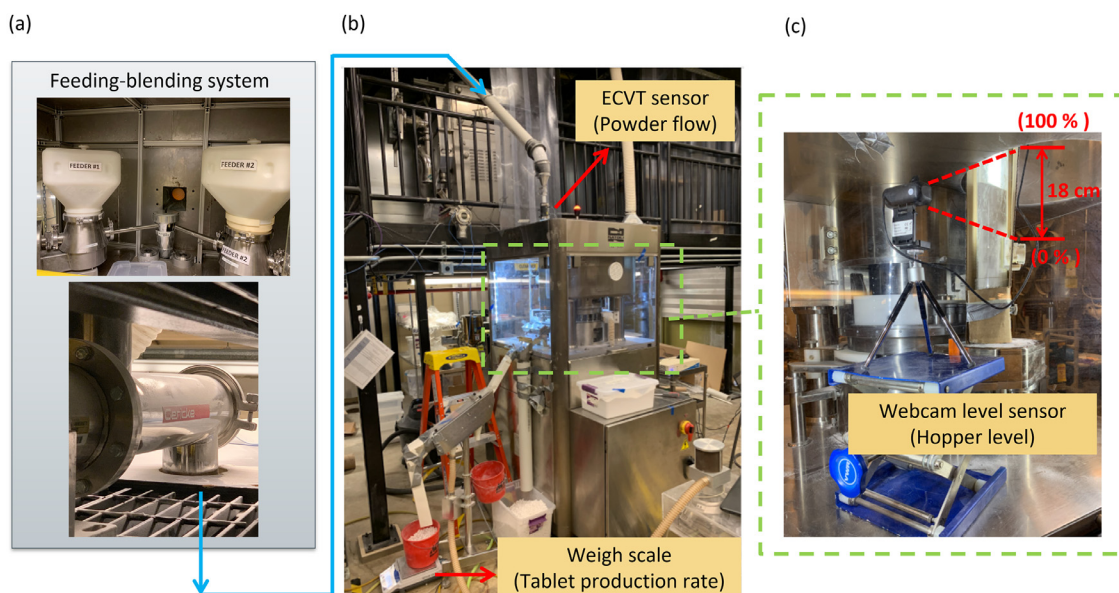 (a)
Feeding-blending system
FEEDER #1
FEEDER #2
FEEDER #2
Gericke
(b)
ECVT sensor
(Powder flow)
Weigh scale
(Tablet production rate)
(c)
(100 % )
18 cm
(0 % )
Webcam level sensor
(Hopper level)